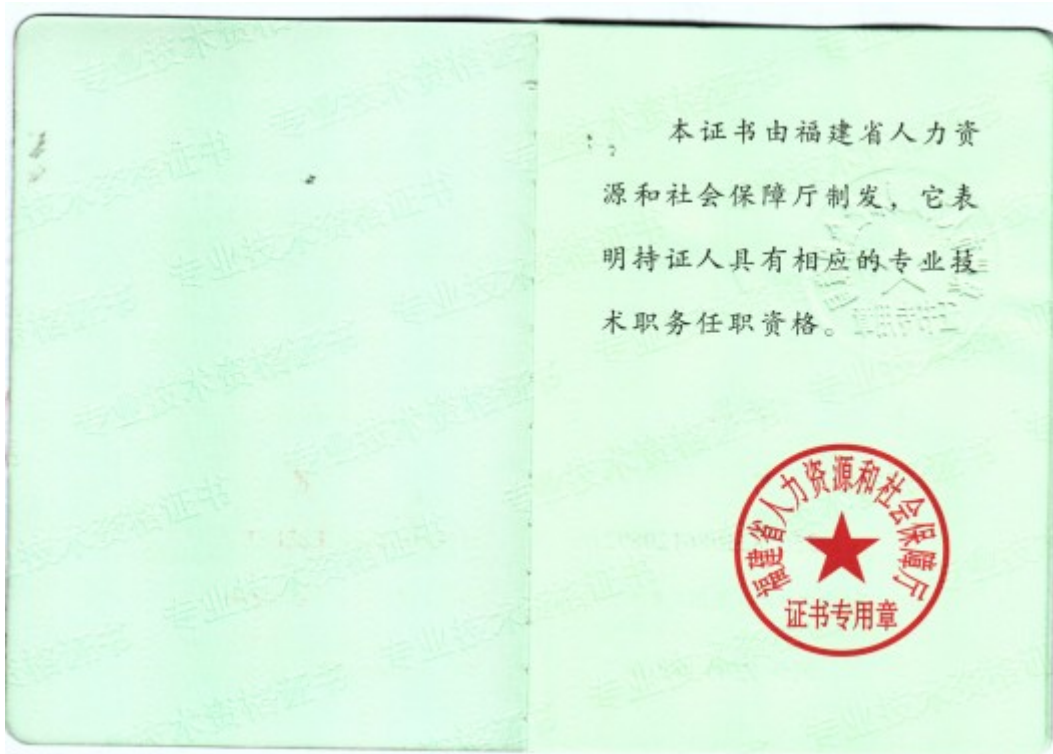 本证书由福建省人力资
源和社会保障厅制发，它表
明持证人具有相应的专业技
术职务任职资格。
福建省人力资源和社会保障厅
证书专用章